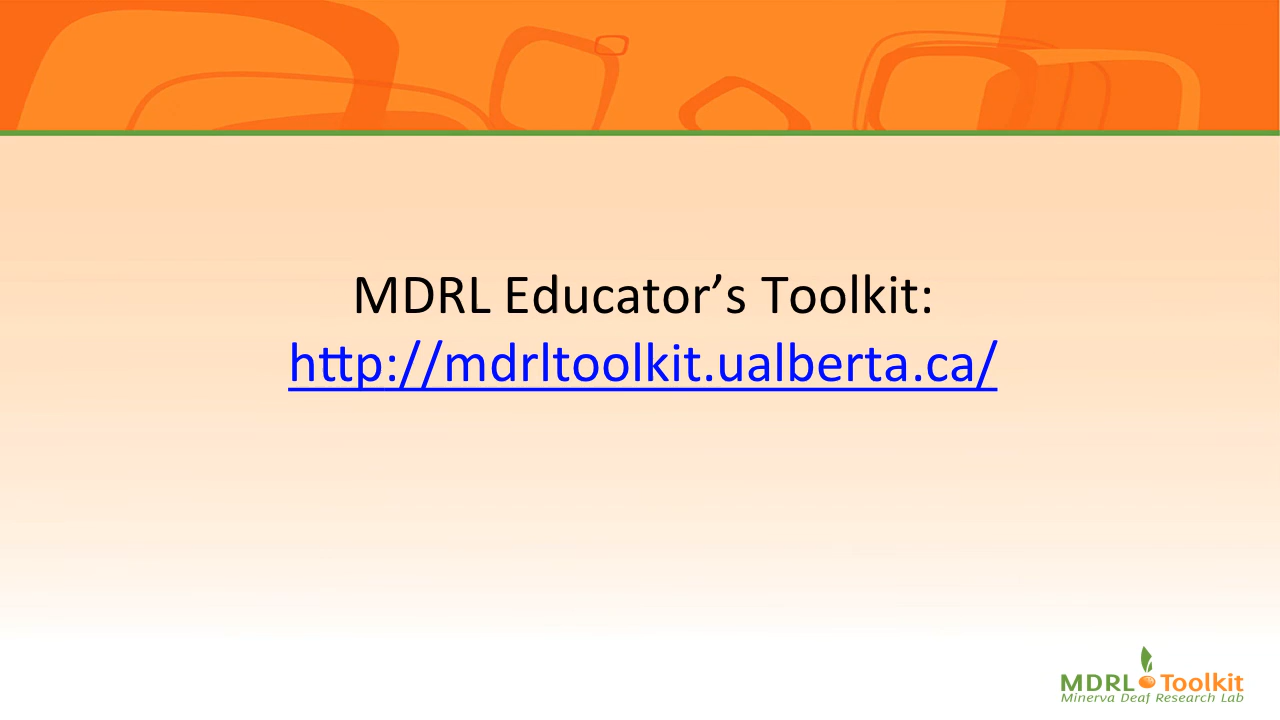 MDRL Educator’s Toolkit:
http://mdrltoolkit.ualberta.ca/
MDRL Toolkit
Minerva Deaf Research Lab